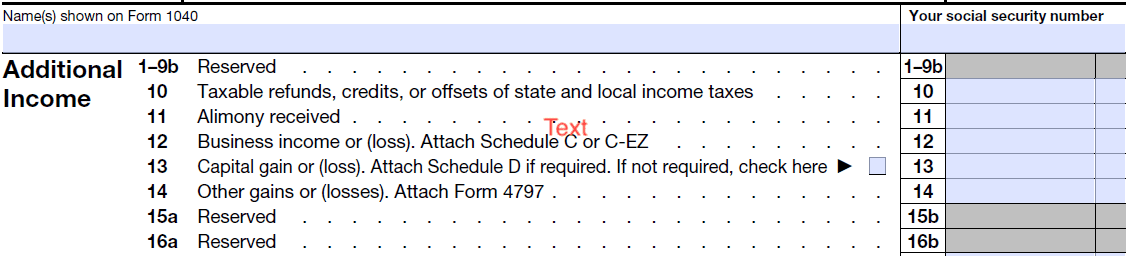 Name(s) shown on Form 1040 Your social security number
Additional Income
1–9b Reserved . . . . . . . . . . . . . . . . . . . . 1–9b
10 Taxable refunds, credits, or offsets of state and local income taxes . . . . . 10
11 Alimony received . . . . . . . . . . . . . . . . . . 11
Text
12 Business income or (loss). Attach Schedule C or C-EZ . . . . . . . . 12
13 Capital gain or (loss). Attach Schedule D if required. If not required, check here ▶ 13
14 Other gains or (losses). Attach Form 4797 . . . . . . . . . . . . 14
15a Reserved . . . . . . . . . . . . . . . . . . . . 15b
16a Reserved . . . . . . . . . . . . . . . . . . . . 16b